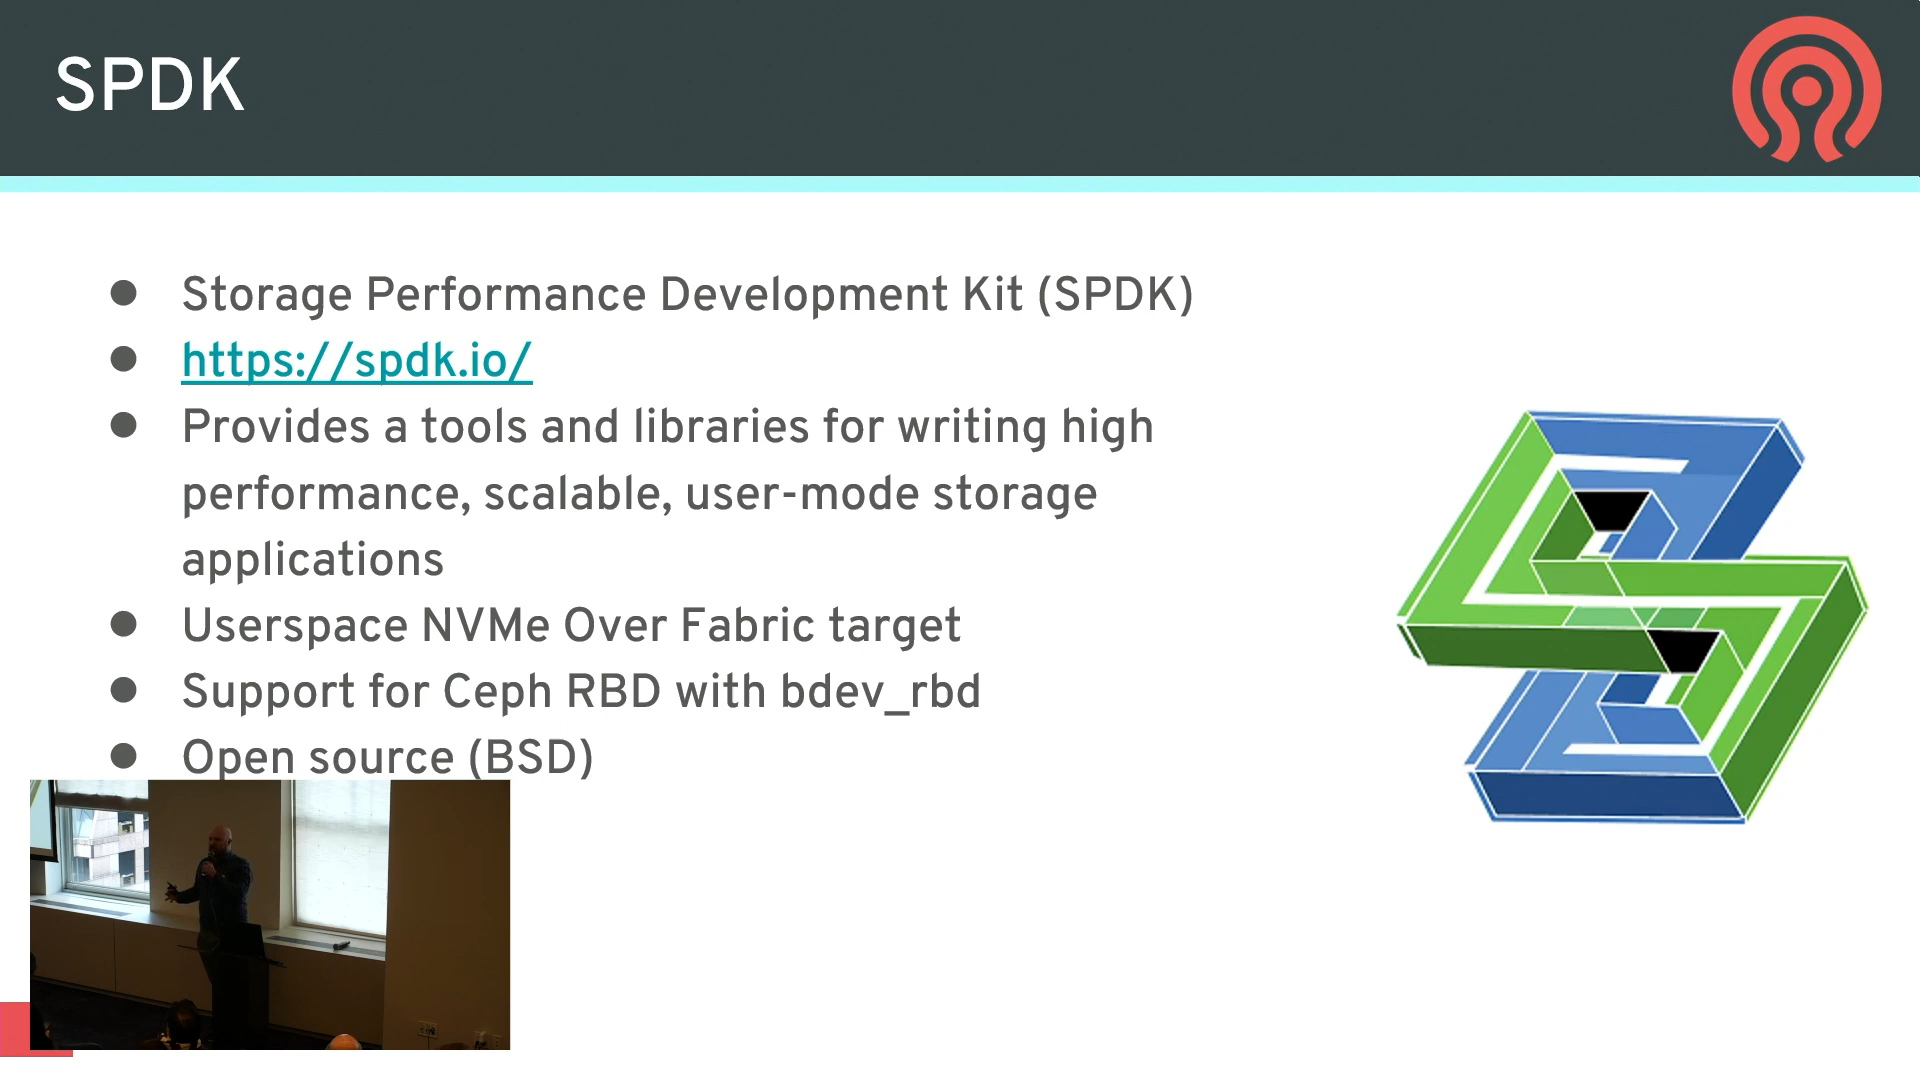 SPDK
Storage Performance Development Kit (SPDK)
https://spdk.io/
Provides a tools and libraries for writing high
performance, scalable, user-mode storage
applications
Userspace NVMe Over Fabric target
Support for Ceph RBD with bdev_rbd
Open source (BSD)